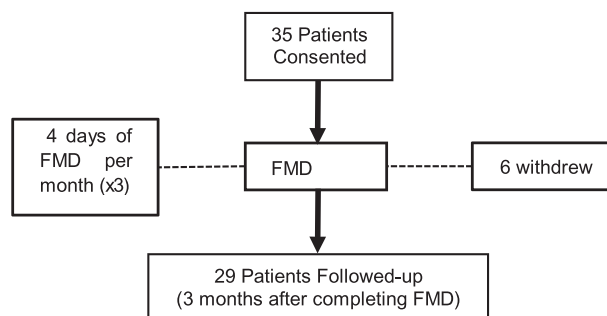 35 Patients
Consented
4 days of
FMD per
month (x3)
FMD
6 withdrew
29 Patients Followed-up
(3 months after completing FMD)